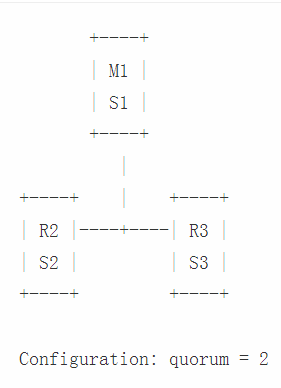 +----+
| M1 |
| S1 |
+----+
|
+----+ | +----+
| R2 |----+----| R3 |
| S2 | | S3 |
+----+ +----+
Configuration: quorum = 2